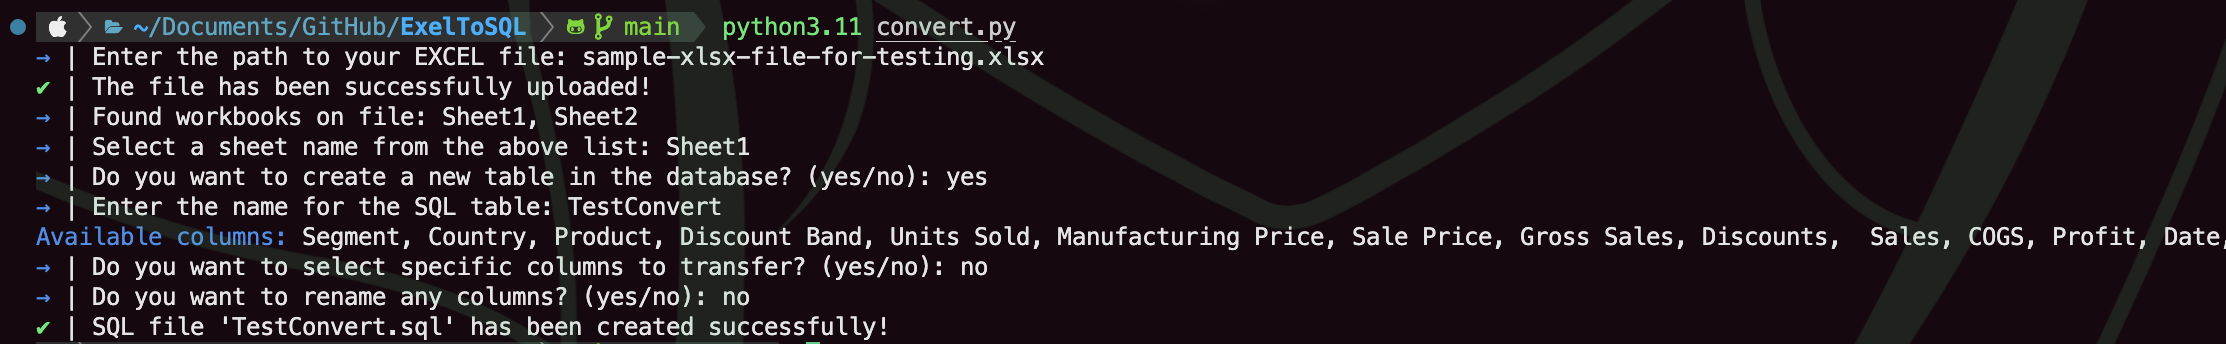 ~/Documents/GitHub/ExelToSQL main python3.11 convert.py
→ | Enter the path to your EXCEL file: sample-xlsx-file-for-testing.xlsx
✔ | The file has been successfully uploaded!
→ | Found workbooks on file: Sheet1, Sheet2
→ | Select a sheet name from the above list: Sheet1
→ | Do you want to create a new table in the database? (yes/no): yes
→ | Enter the name for the SQL table: TestConvert
Available columns: Segment, Country, Product, Discount Band, Units Sold, Manufacturing Price, Sale Price, Gross Sales, Discounts,  Sales, COGS, Profit, Date,
→ | Do you want to select specific columns to transfer? (yes/no): no
→ | Do you want to rename any columns? (yes/no): no
✔ | SQL file 'TestConvert.sql' has been created successfully!